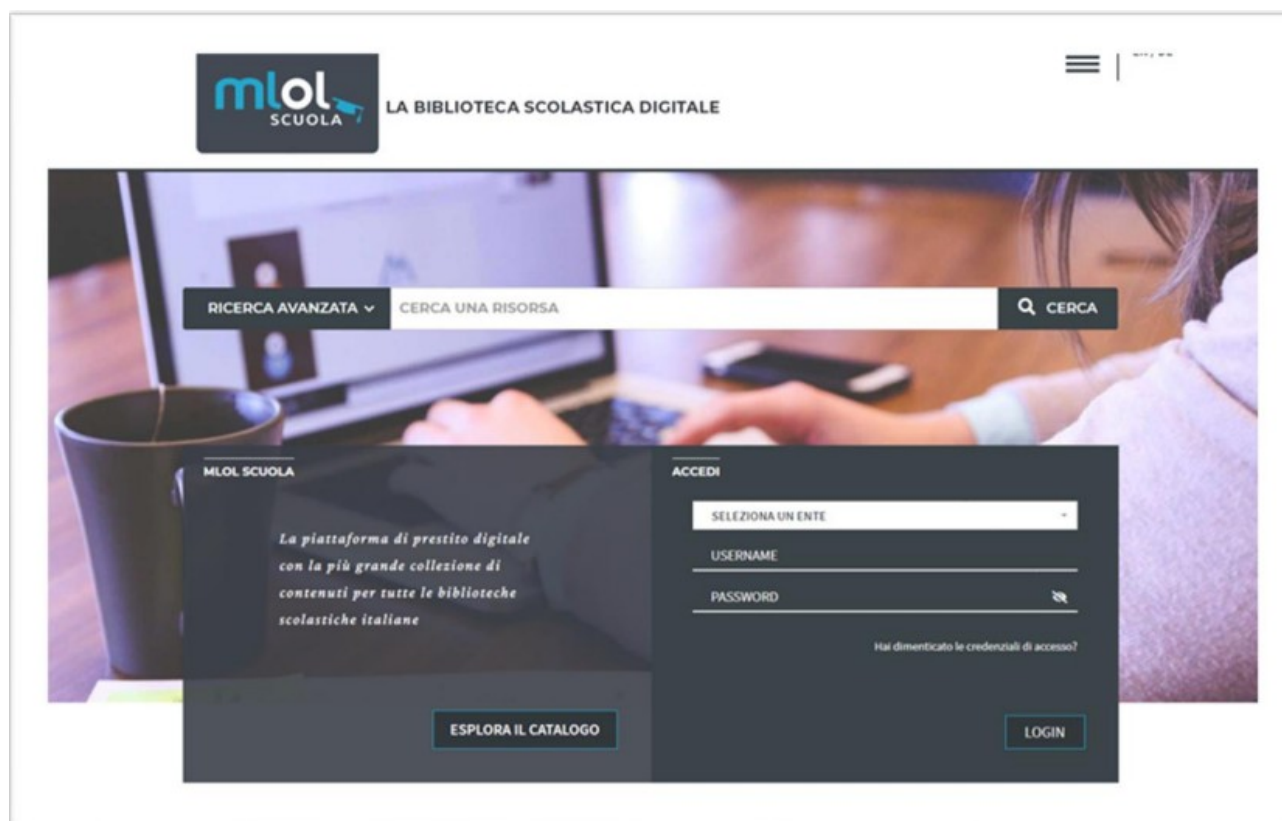 mlol
SCUOLA
LA BIBLIOTECA SCOLASTICA DIGITALE
RICERCA AVANZATA
CERCA UNA RISORSA
CERCA
MLOL SCUOLA
La piattaforma di prestito digitale
con la più grande collezione di
contenuti per tutte le biblioteche
scolastiche italiane
ESPLORA IL CATALOGO
ACCEDI
SELEZIONA UN ENTE
USERNAME
PASSWORD
Hai dimenticato le credenziali di accesso?
LOGIN